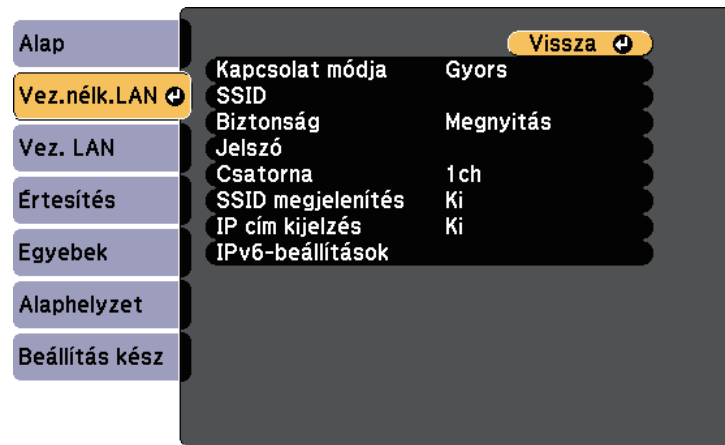 Alap
Vez.nélk.LAN
Vez. LAN
Értesítés
Egyebek
Alaphelyzet
Beállítás kész
Vissza
Kapcsolat módja Gyors
SSID
Biztonság Megnyitás
Jelszó
Csatorna 1ch
SSID megjelenítés Ki
IP cím kijelzés Ki
IPv6-beállítások